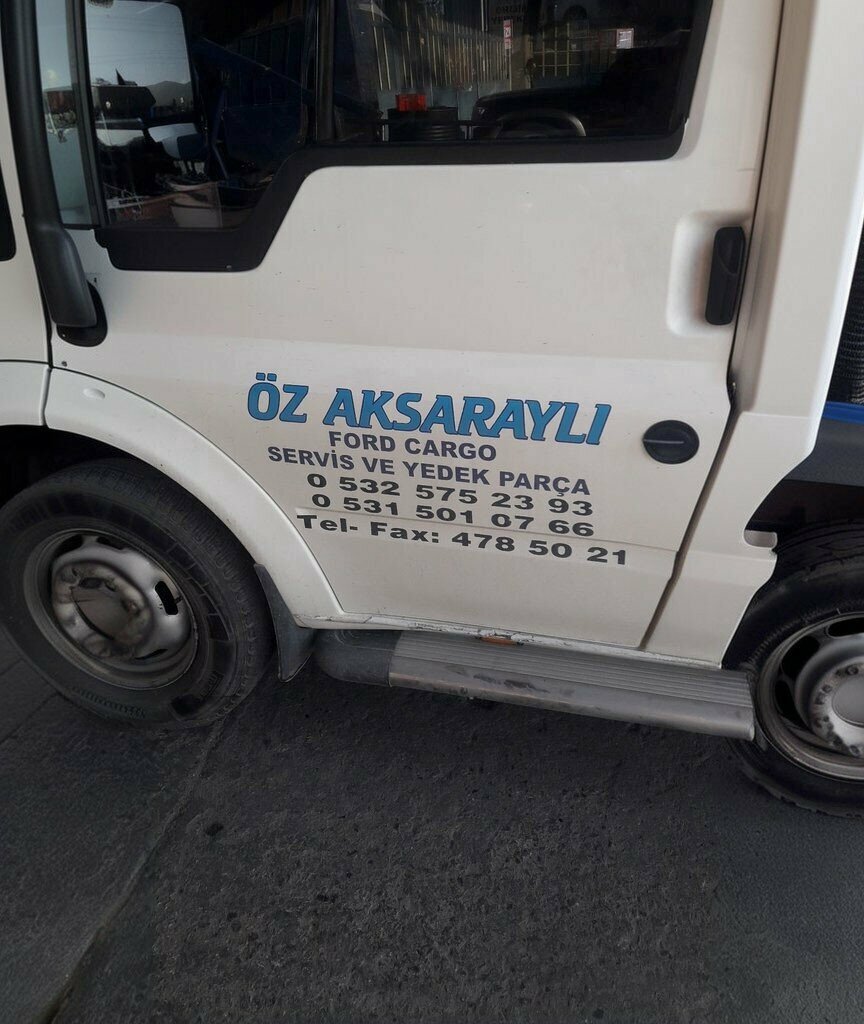 ÖZ AKSARAYLI
FORD CARGO
SERVİS VE YEDEK PARÇA
0 532 575 23 93
0 531 501 07 66
Tel- Fax: 478 50 21